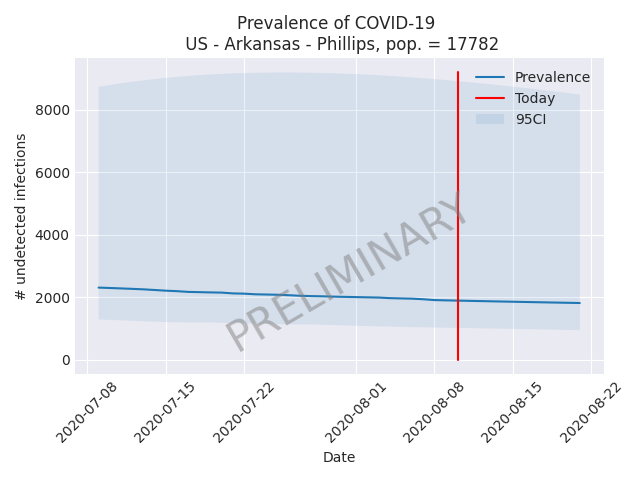 Prevalence of COVID-19
US - Arkansas - Phillips, pop. = 17782
# undetected infections
8000
6000
4000
2000
0
Prevalence
Today
95CI
PRELIMINARY
2020-07-08
2020-07-15
2020-07-22
2020-08-01
2020-08-08
2020-08-15
2020-08-22
Date